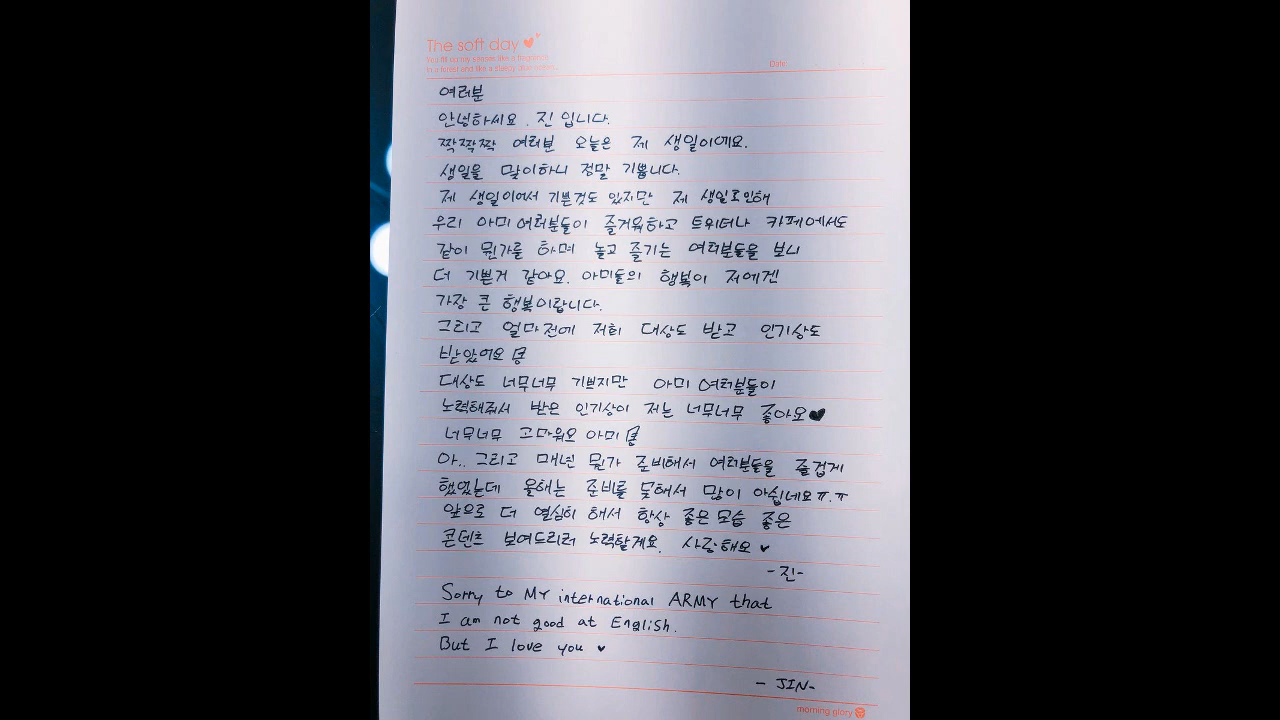 The soft day
Date
여러분
안녕하세요. 진 입니다.
짝짝짝 여러분 오늘은 제 생일이에요.
생일을 맞이하니 정말 기쁩니다.
제 생일이어서 기쁜것도 있지만 제 생일로인해
우리 아미여러분들이 즐거워하고 트위터나 카페에서도
같이 뭔가를 하며 놀고 즐기는 여러분들을 보니
더 기쁜거 같아요. 아미들의 행복이 저에겐
가장 큰 행복이랍니다.
그리고 얼마전에 저희 대상도 받고 인기상도
받았어요
대상도 너무너무 기쁘지만 아미 여러분들이
노력해줘서 받은 인기상이 저는 너무너무 좋아요♥
너무너무 고마워요 아미
아.. 그리고 매년 뭔가 준비해서 여러분들을 즐겁게
했었는데 올해는 준비를 못해서 많이 아쉽네요ㅠ.ㅠ
앞으로 더 열심히 해서 항상 좋은모습 좋은
콘텐츠 보여드리려 노력할게요. 사랑해요 ♥
-진-
Sorry to MY international ARMY that
I am not good at English.
But I love you ♥
- JIN-
morning glory